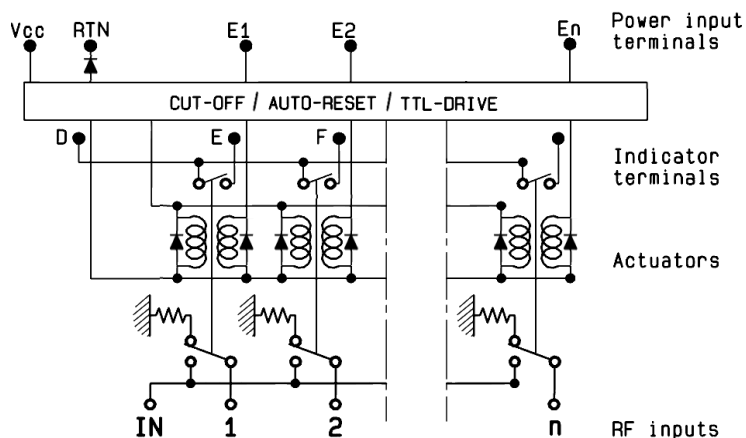 Vcc RTN E1 E2 En Power input
terminals
CUT-OFF / AUTO-RESET / TTL-DRIVE
D E F
Indicator
terminals
Actuators
IN 1 2 n RF inputs